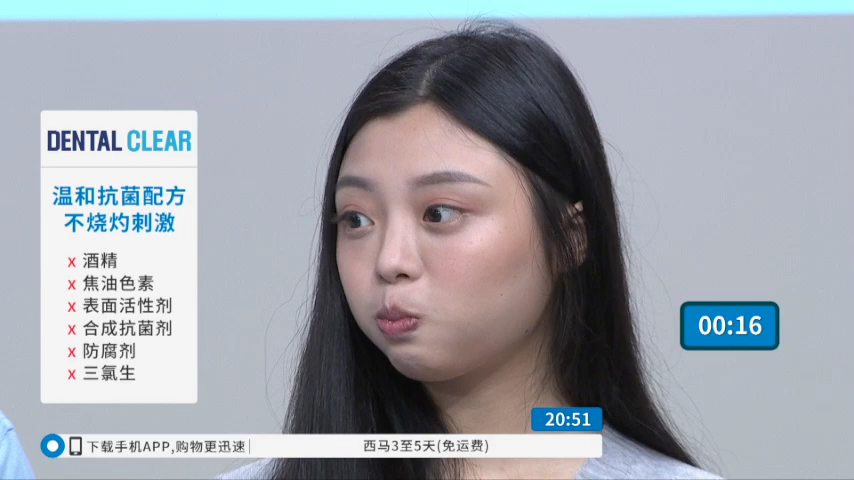 DENTAL CLEAR
温和抗菌配方
不烧灼刺激
x 酒精
x 焦油色素
x 表面活性剂
x 合成抗菌剂
x 防腐剂
x 三氯生
00:16
20:51
下载手机APP,购物更迅速
西马3至5天(免运费)